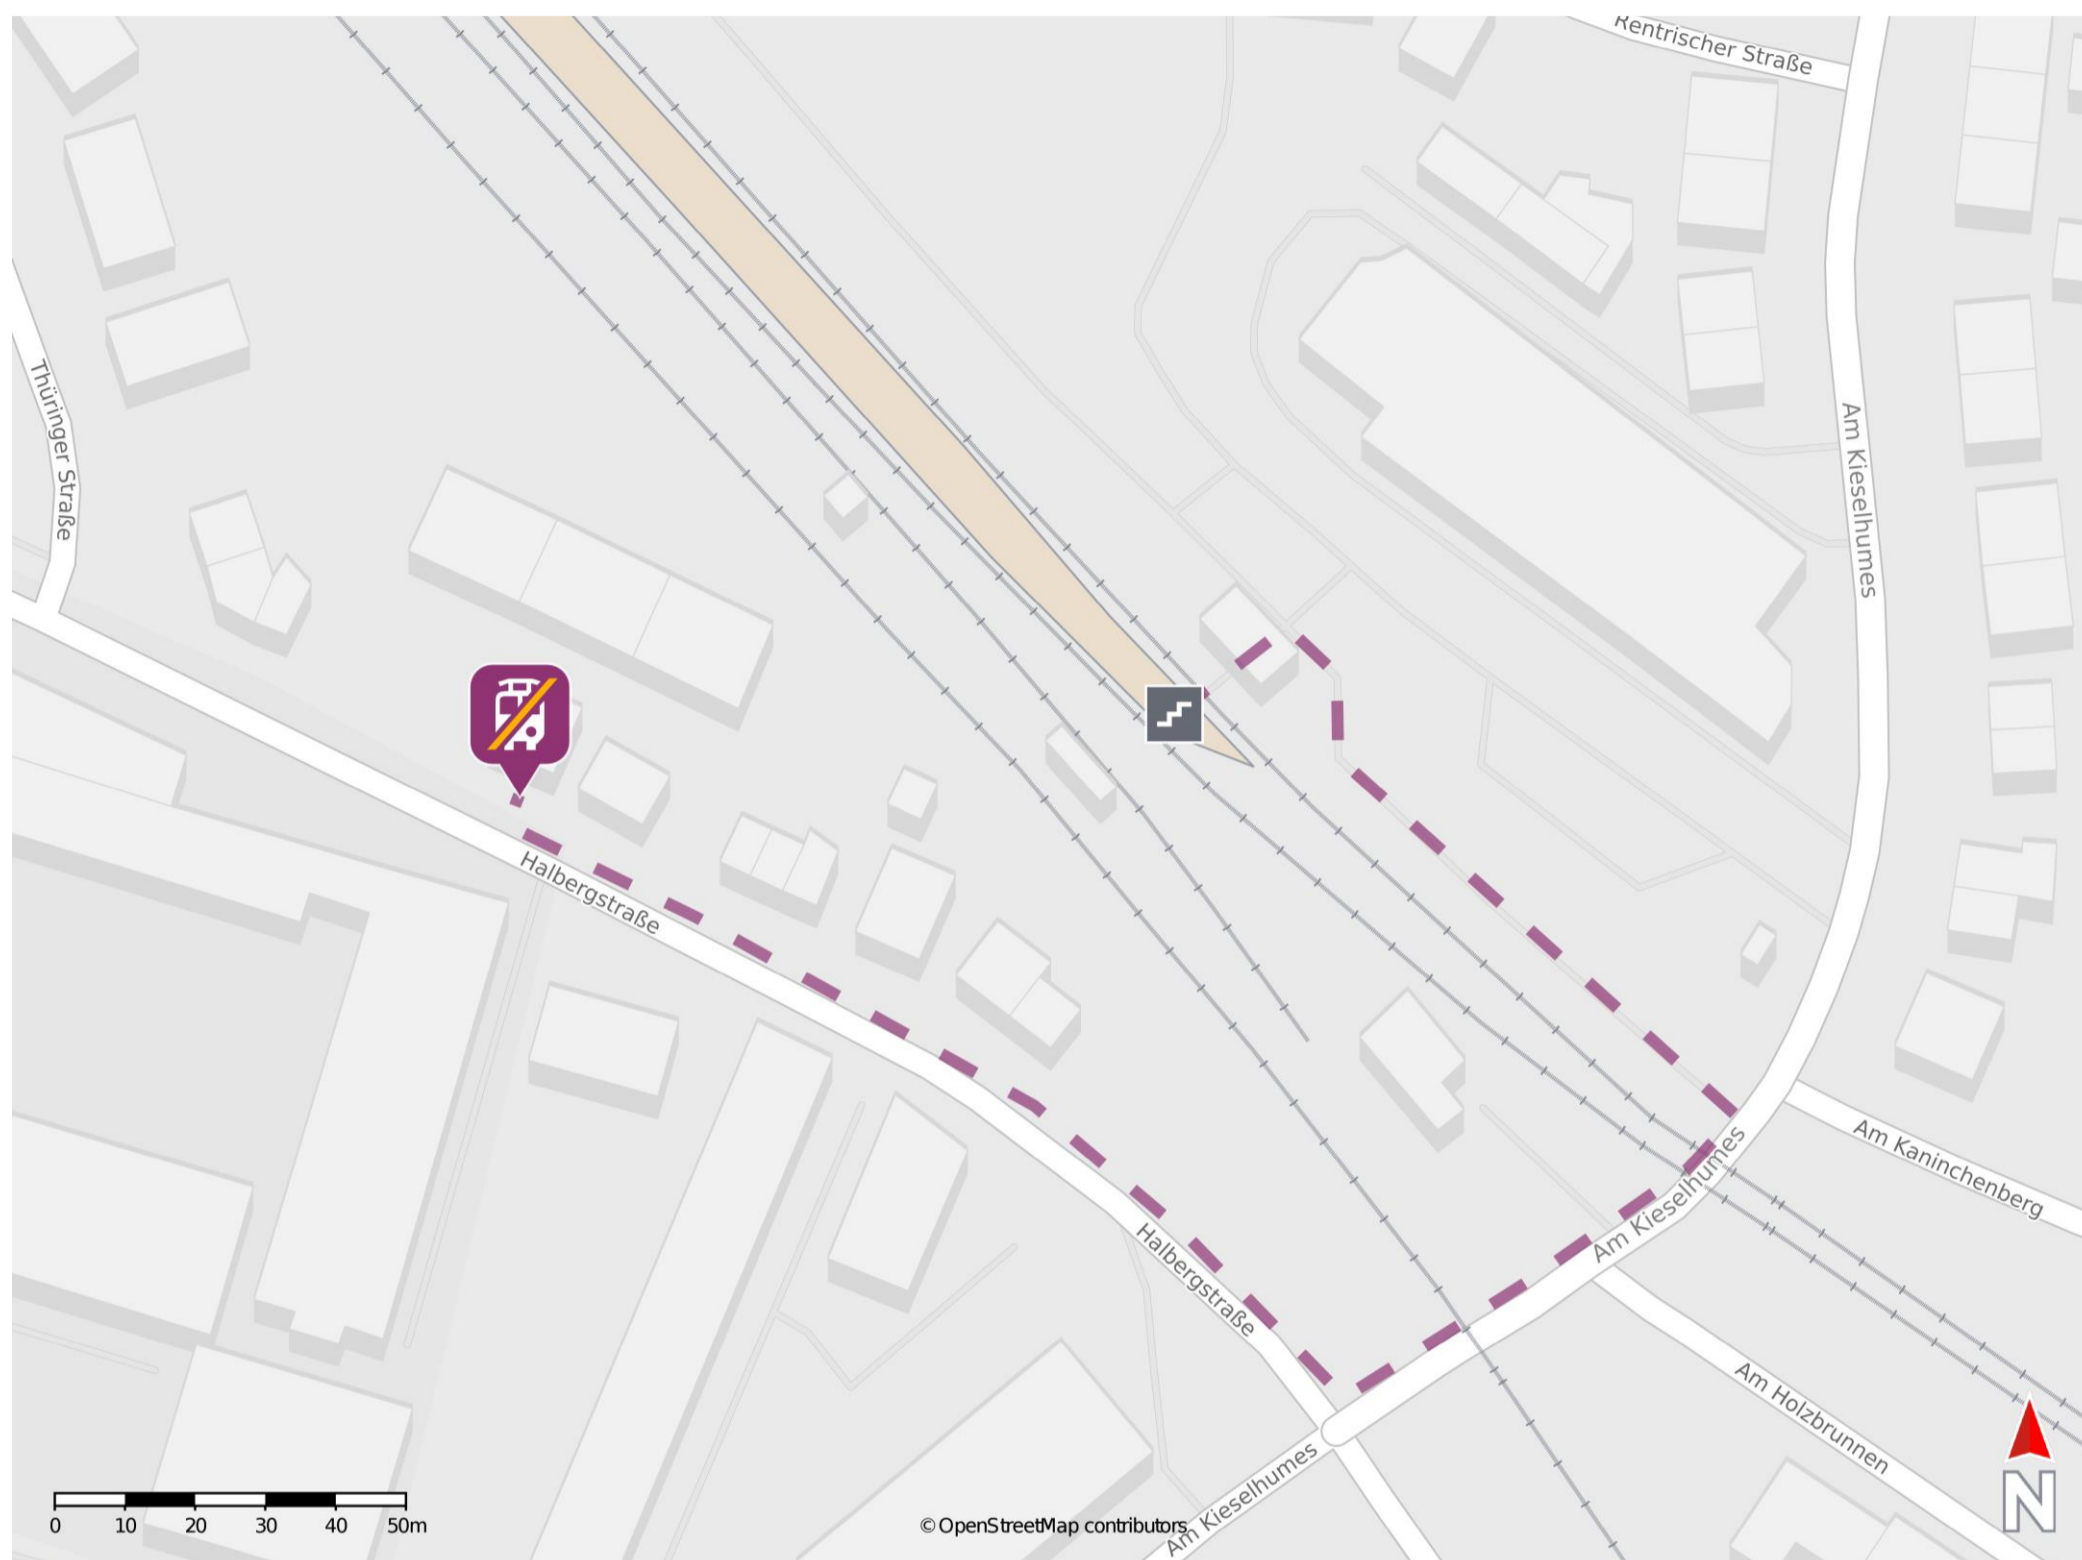 Rentrischer Straße
Thüringer Straße
Am Kieselhumes
Halbergstraße
Am Kaninchenberg
Am Kieselhumes
Halbergstraße
Am Holzbrunnen
Am Kieselhumes
0 10 20 30 40 50m
© OpenStreetMap contributors
N